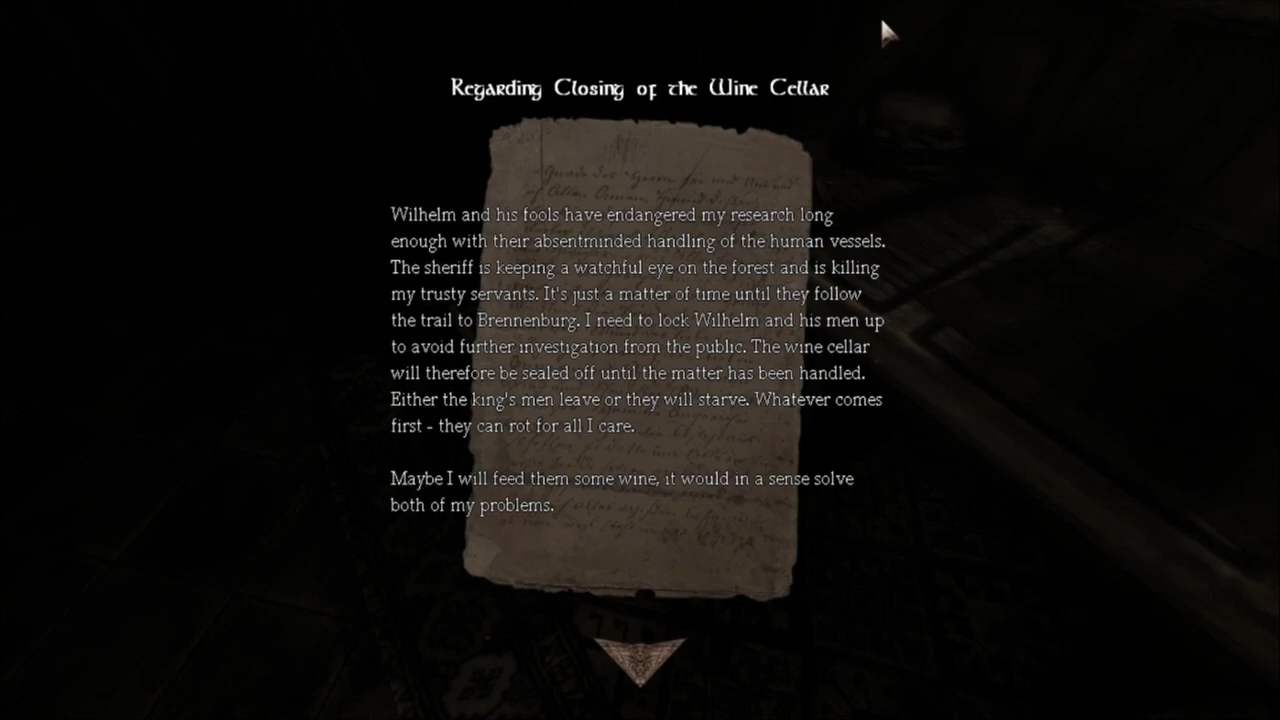 Regarding Closing of the Wine Cellar
Wilhelm and his fools have endangered my research long
enough with their absentminded handling of the human vessels.
The sheriff is keeping a watchful eye on the forest and is killing
my trusty servants. It's just a matter of time until they follow
the trail to Brennenburg. I need to lock Wilhelm and his men up
to avoid further investigation from the public. The wine cellar
will therefore be sealed off until the matter has been handled.
Either the king's men leave or they will starve. Whatever comes
first - they can rot for all I care.
Maybe I will feed them some wine, it would in a sense solve
both of my problems.